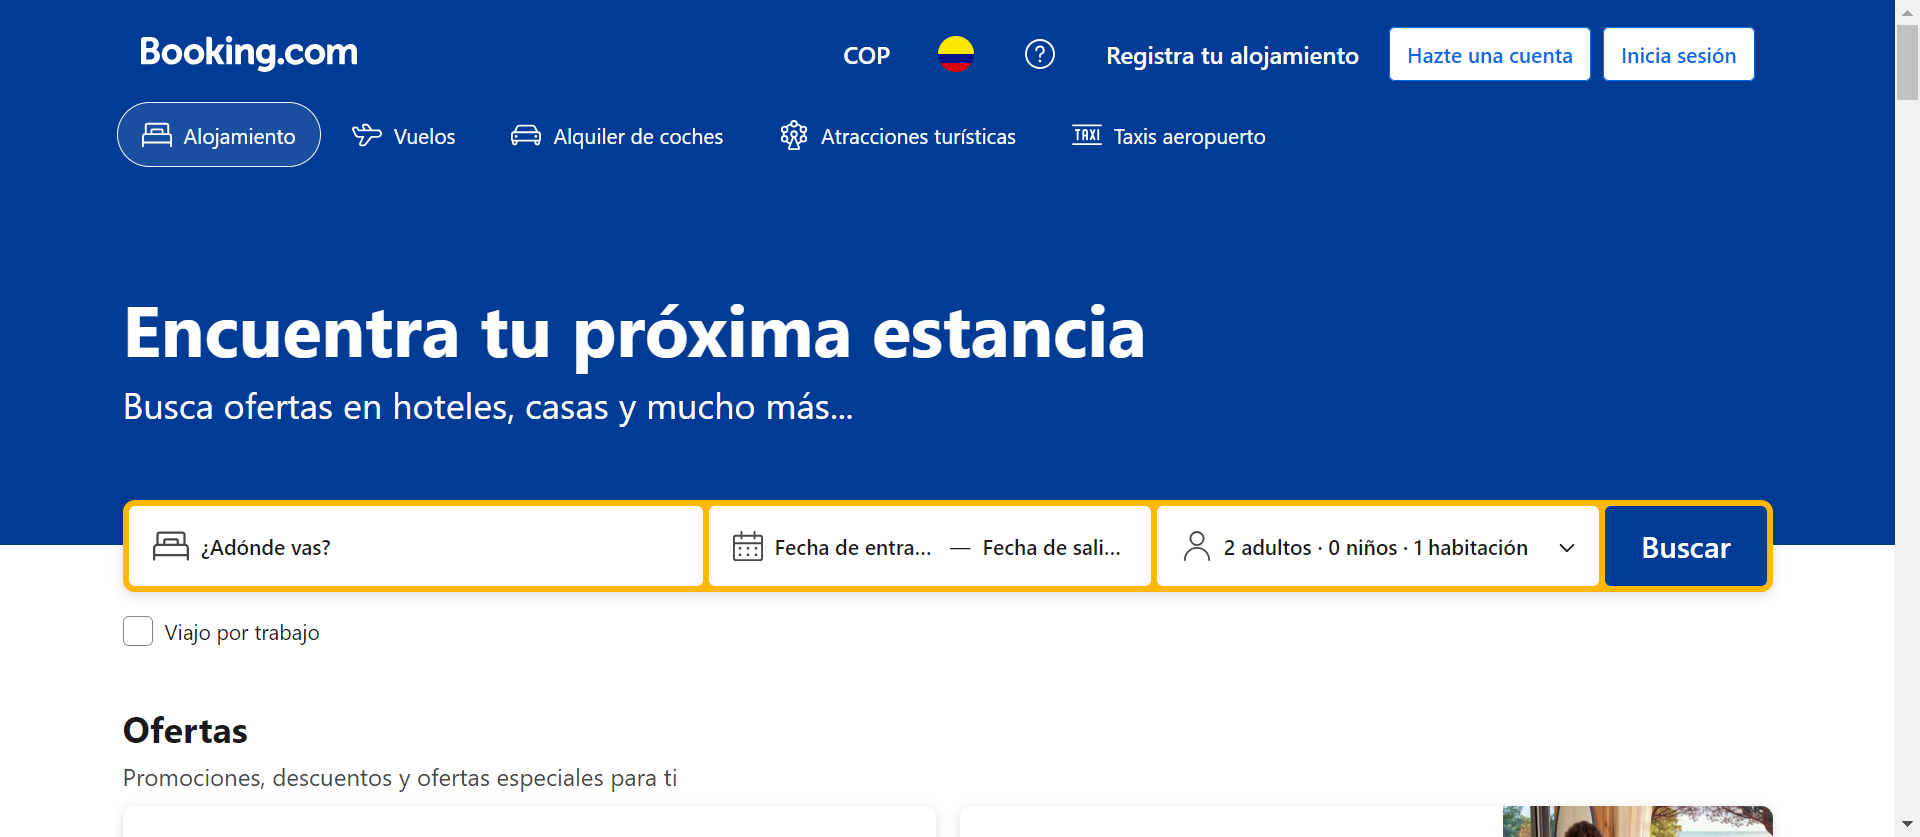 Booking.com
COP
Registra tu alojamiento
Hazte una cuenta
Inicia sesión
Alojamiento
Vuelos
Alquiler de coches
Atracciones turísticas
TAXI
Taxis aeropuerto
Encuentra tu próxima estancia
Busca ofertas en hoteles, casas y mucho más...
¿Adónde vas?
Fecha de entra... — Fecha de sali...
2 adultos · 0 niños · 1 habitación
Buscar
Viajo por trabajo
Ofertas
Promociones, descuentos y ofertas especiales para ti